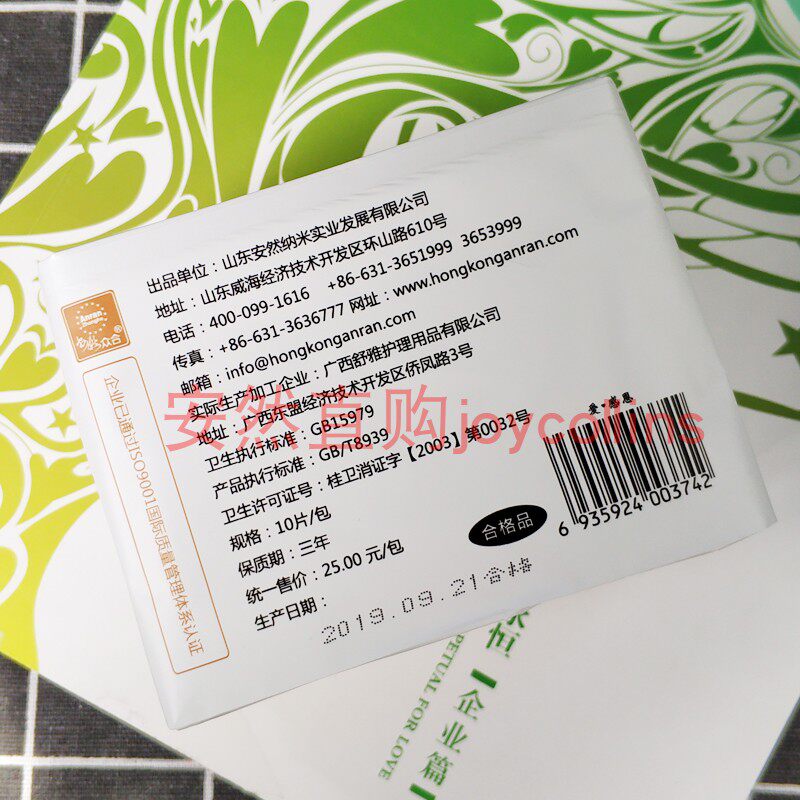 出品单位：山东安然纳米实业发展有限公司
地址：山东威海经济技术开发区环山路610号
电话：400-099-1616 +86-631-3651999 3653999
传真：+86-631-3636777 网址：www.hongkonganran.com
邮箱：info@hongkonganran.com
实际生产加工企业：广西舒雅护理用品有限公司
地址：广西东盟经济技术开发区侨凤路3号
卫生执行标准：GB15979
产品执行标准：GB/T8939
卫生许可证号：桂卫消证字【2003】第0032号
规格：10片/包
保质期：三年
统一售价：25.00 元/包
生产日期：
2019.09.21合格
合格品
爱感恩
6 935924 003742
Anran
众合®
企业已通过ISO9001国际质量管理体系认证
安然直购joycollins
恒【企业篇】
PETUAL FOR LOVE